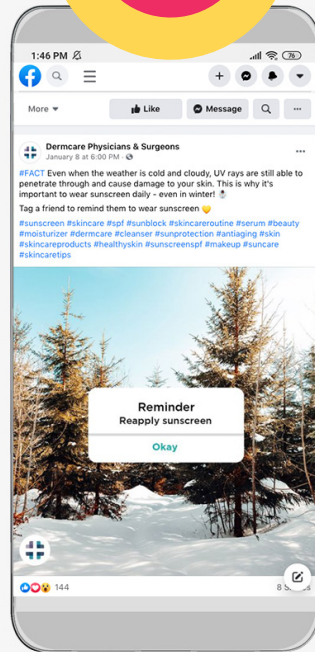 1:46 PM
76
More
Like
Message
Dermcare Physicians & Surgeons
January 8 at 6:00 PM ·
#FACT Even when the weather is cold and cloudy, UV rays are still able to
penetrate through and cause damage to your skin. This is why it's
important to wear sunscreen daily - even in winter!
Tag a friend to remind them to wear sunscreen
#sunscreen #skincare #spf #sunblock #skincareroutine #serum #beauty
#moisturizer #dermcare #cleanser #sunprotection #antiaging #skin
#skincareproducts #healthyskin #sunscreenspf #makeup #suncare
#skincaretips
Reminder
Reapply sunscreen
Okay
144
8